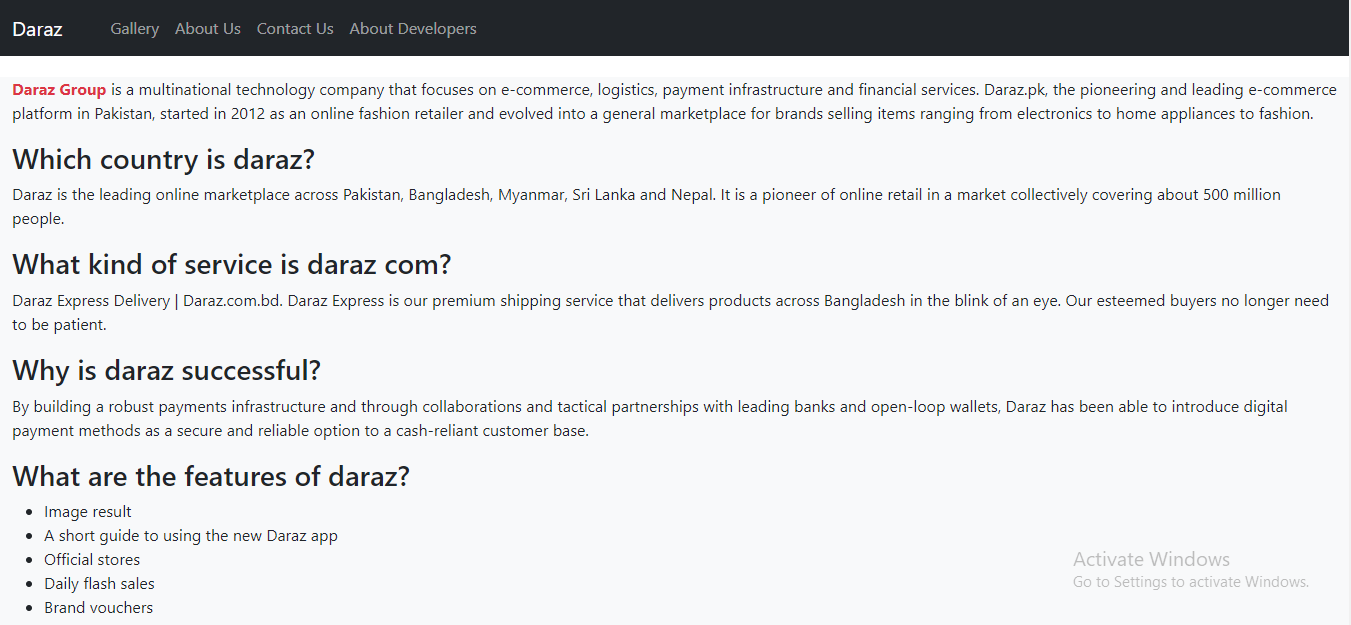 Daraz Gallery About Us Contact Us About Developers
Daraz Group is a multinational technology company that focuses on e-commerce, logistics, payment infrastructure and financial services. Daraz.pk, the pioneering and leading e-commerce
platform in Pakistan, started in 2012 as an online fashion retailer and evolved into a general marketplace for brands selling items ranging from electronics to home appliances to fashion.
Which country is daraz?
Daraz is the leading online marketplace across Pakistan, Bangladesh, Myanmar, Sri Lanka and Nepal. It is a pioneer of online retail in a market collectively covering about 500 million
people.
What kind of service is daraz com?
Daraz Express Delivery | Daraz.com.bd. Daraz Express is our premium shipping service that delivers products across Bangladesh in the blink of an eye. Our esteemed buyers no longer need
to be patient.
Why is daraz successful?
By building a robust payments infrastructure and through collaborations and tactical partnerships with leading banks and open-loop wallets, Daraz has been able to introduce digital
payment methods as a secure and reliable option to a cash-reliant customer base.
What are the features of daraz?
• Image result
• A short guide to using the new Daraz app
• Official stores
• Daily flash sales
• Brand vouchers
Activate Windows
Go to Settings to activate Windows.